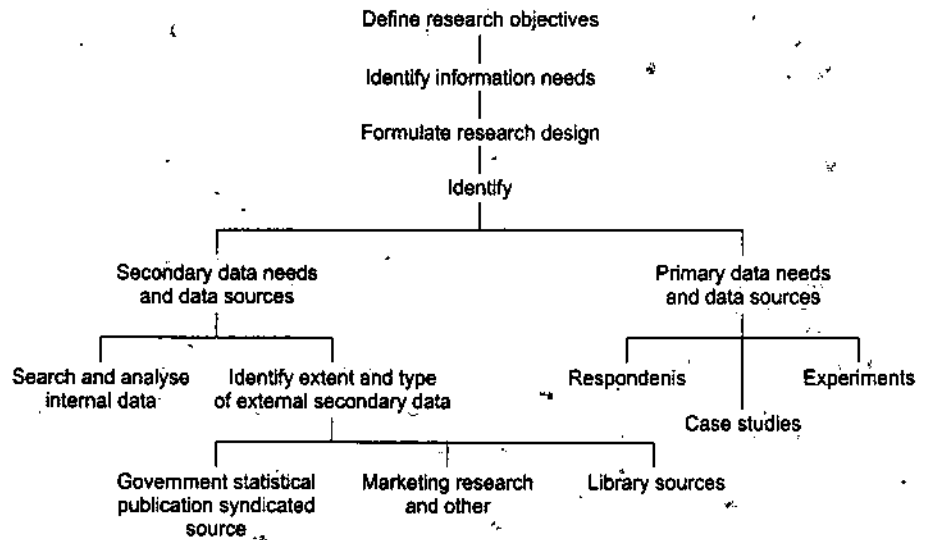 Define research objectives
Identify information needs
Formulate research design
Identify
Secondary data needs
and data sources
Primary data needs
and data sources
Search and analyse
internal data
Identify extent and type
of external secondary data
Respondenis
Experiments
Case studies
Government statistical
publication syndicated
source
Marketing research
and other
Library sources